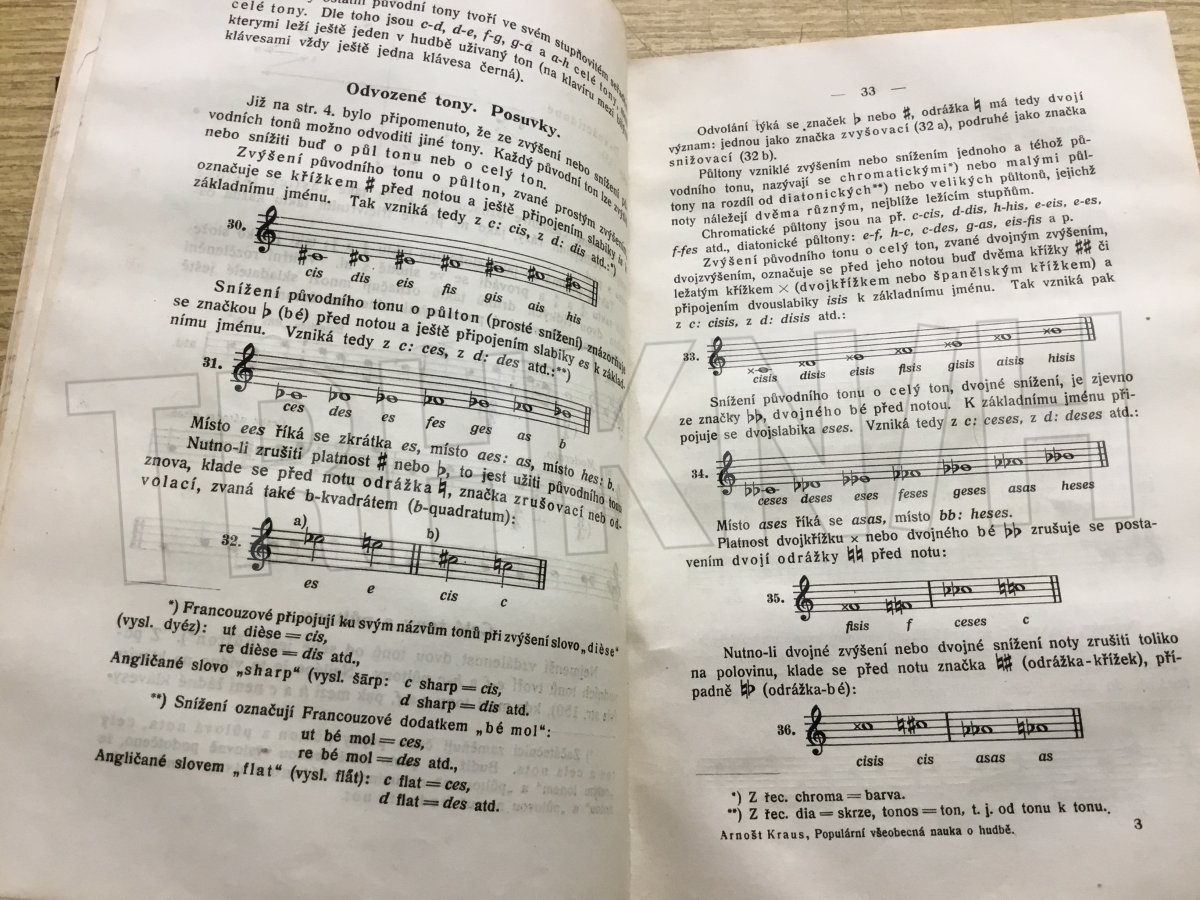 původní tony tvoří ve svém stupňovitém
celé tony. Dle toho jsou c-d, d-e, f-g, g-a a a-h celé tony,
kterými leží ještě jeden v hudbě uživaný ton (na klavíru mezi
klávesami vždy ještě jedna klávesa černá).
Odvozené tony. Posuvky.
Již na str. 4. bylo připomenuto, že ze zvýšení nebo snížení
vodních tonů možno odvoditi jiné tony. Každý původní ton lze zvýšiti
nebo snížiti buď o půl tonu neb o celý ton.
Zvýšení původního tonu o půlton, zvané prostým zvýšením,
označuje se křížkem ♯ před notou a ještě připojením slabiky is k
základnímu jménu. Tak vzniká tedy z c: cis, z d: dis atd.:*)
30.
cis dis eis fis gis ais his
Snížení původního tonu o půlton (prosté snížení) znázorňuje
se značkou ♭ (bé) před notou a ještě připojením slabiky es k základ-
nímu jménu. Vzniká tedy z c: ces, z d: des atd.:**)
31.
ces des es fes ges as b
Místo ees říká se zkrátka es, místo aes: as, místo hes: b.
Nutno-li zrušiti platnost ♯ nebo ♭, to jest užiti původního tonu
znova, klade se před notu odrážka ♮, značka zrušovací neb od-
volací, zvaná také b-kvadrátem (b-quadratum):
32. a) b)
es e cis c
*) Francouzové připojují ku svým názvům tonů při zvýšení slovo „dièse“
(vysl. dyéz): ut dièse = cis,
re dièse = dis atd.,
Angličané slovo „sharp“ (vysl. šārp: c sharp = cis,
d sharp = dis atd.
**) Snížení označují Francouzové dodatkem „bé mol“:
ut bé mol = ces,
re bé mol = des atd.,
Angličané slovem „flat“ (vysl. flåt): c flat = ces,
d flat = des atd.
— 33 —
Odvolání týká se značek ♭ nebo ♯, odrážka ♮ má tedy dvojí
význam: jednou jako značka zvyšovací (32 a), podruhé jako značka
snižovací (32 b).
Půltony vzniklé zvýšením nebo snížením jednoho a téhož pů-
vodního tonu, nazývají se chromatickými*) nebo malými půl-
tony na rozdíl od diatonických**) nebo velikých půltonů, jejichž
noty náležejí dvěma různým, nejblíže ležícím stupňům.
Chromatické půltony jsou na př. c-cis, d-dis, h-his, e-eis, e-es,
f-fes atd., diatonické půltony: e-f, h-c, c-des, g-as, eis-fis a p.
Zvýšení původního tonu o celý ton, zvané dvojným zvýšením,
dvojzvýšením, označuje se před jeho notou buď dvěma křížky ♯♯ či
ležatým křížkem × (dvojkřížkem nebo španělským křížkem) a
připojením dvouslabiky isis k základnímu jménu. Tak vzniká pak
z c: cisis, z d: disis atd.:
33.
cisis disis eisis fisis gisis aisis hisis
Snížení původního tonu o celý ton, dvojné snížení, je zjevno
ze značky ♭♭, dvojného bé před notou. K základnímu jménu při-
pojuje se dvojslabika eses. Vzniká tedy z c: ceses, z d: deses atd.:
34.
ceses deses eses feses geses asas heses
Místo ases říká se asas, místo bb: heses.
Platnost dvojkřížku × nebo dvojného bé ♭♭ zrušuje se posta-
vením dvojí odrážky ♮♮ před notu:
35.
fisis f ceses c
Nutno-li dvojné zvýšení nebo dvojné snížení noty zrušiti toliko
na polovinu, klade se před notu značka ♮♯ (odrážka-křížek), pří-
padně ♮♭ (odrážka-bé):
36.
cisis cis asas as
*) Z řec. chroma = barva.
**) Z řec. dia = skrze, tonos = ton, t. j. od tonu k tonu.
Arnošt Kraus, Populární všeobecná nauka o hudbě. 3
TREKNIH